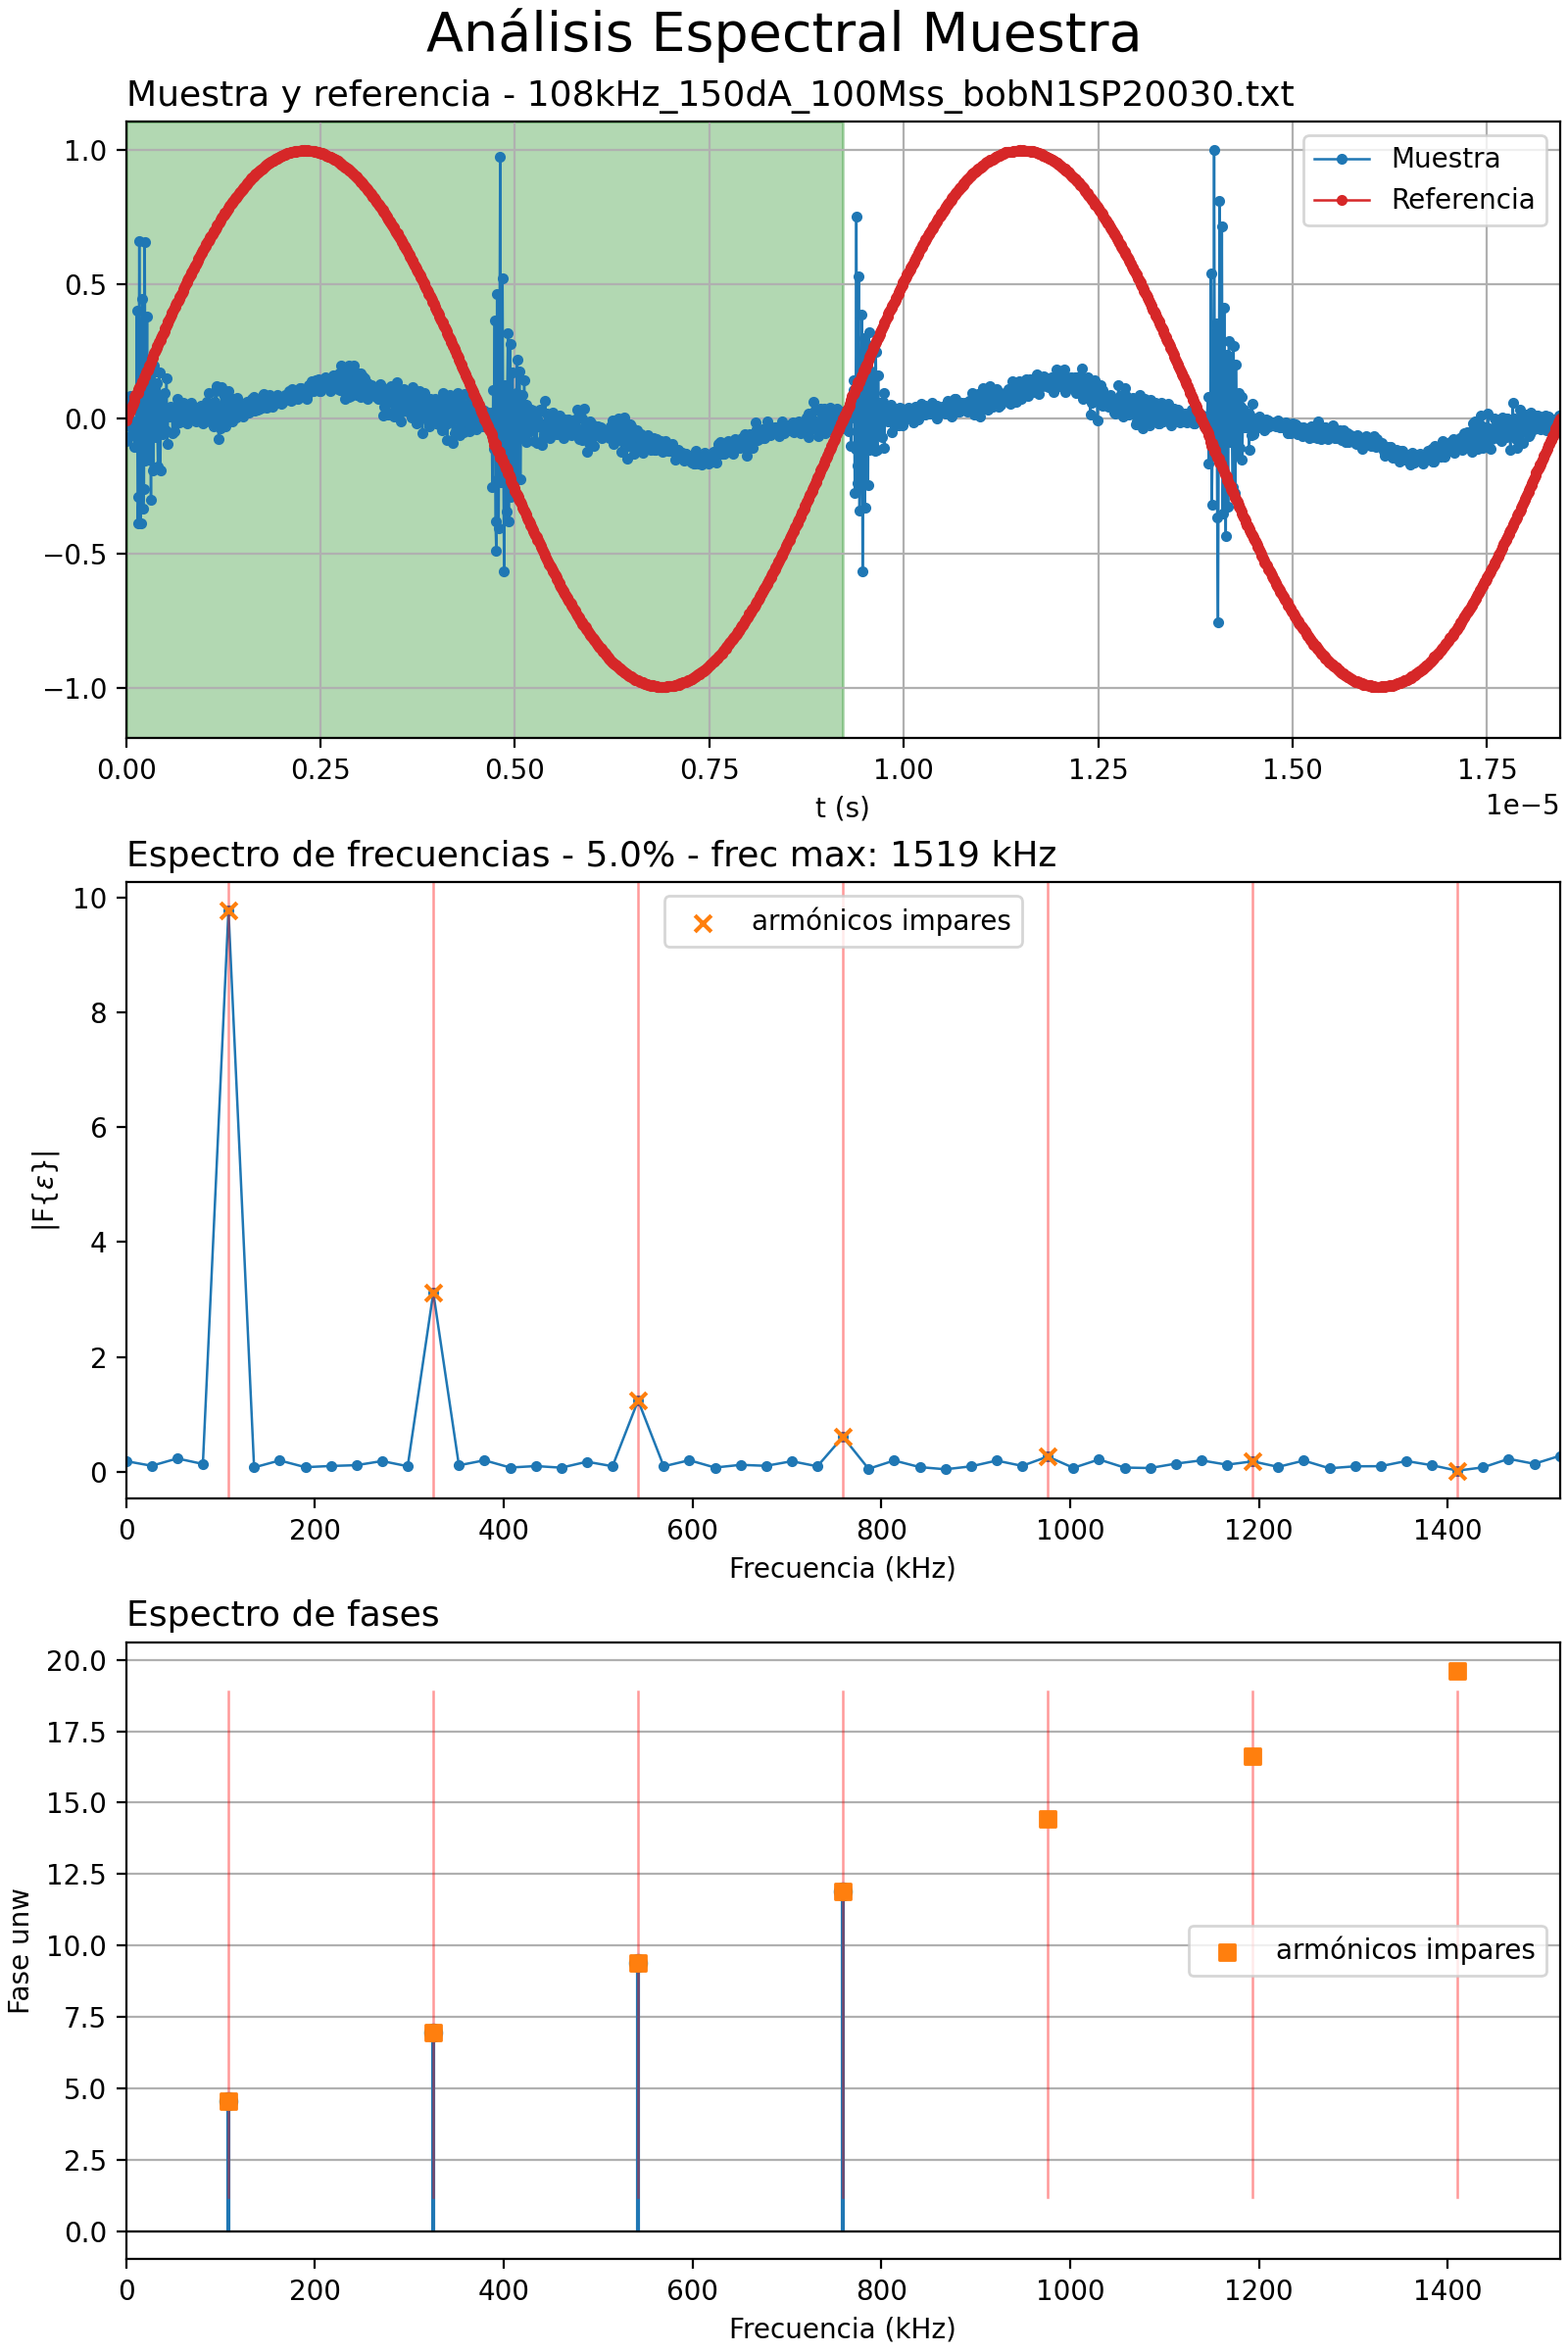 Análisis Espectral Muestra
Muestra y referencia - 108kHz_150dA_100Mss_bobN1SP20030.txt
1.0
0.5
0.0
−0.5
−1.0
Muestra
Referencia
0.00 0.25 0.50 0.75 1.00 1.25 1.50 1.75
t (s)
1e−5
Espectro de frecuencias - 5.0% - frec max: 1519 kHz
10
8
6
4
2
0
|F{ε}|
armónicos impares
0 200 400 600 800 1000 1200 1400
Frecuencia (kHz)
Espectro de fases
20.0
17.5
15.0
12.5
10.0
7.5
5.0
2.5
0.0
Fase unw
armónicos impares
0 200 400 600 800 1000 1200 1400
Frecuencia (kHz)